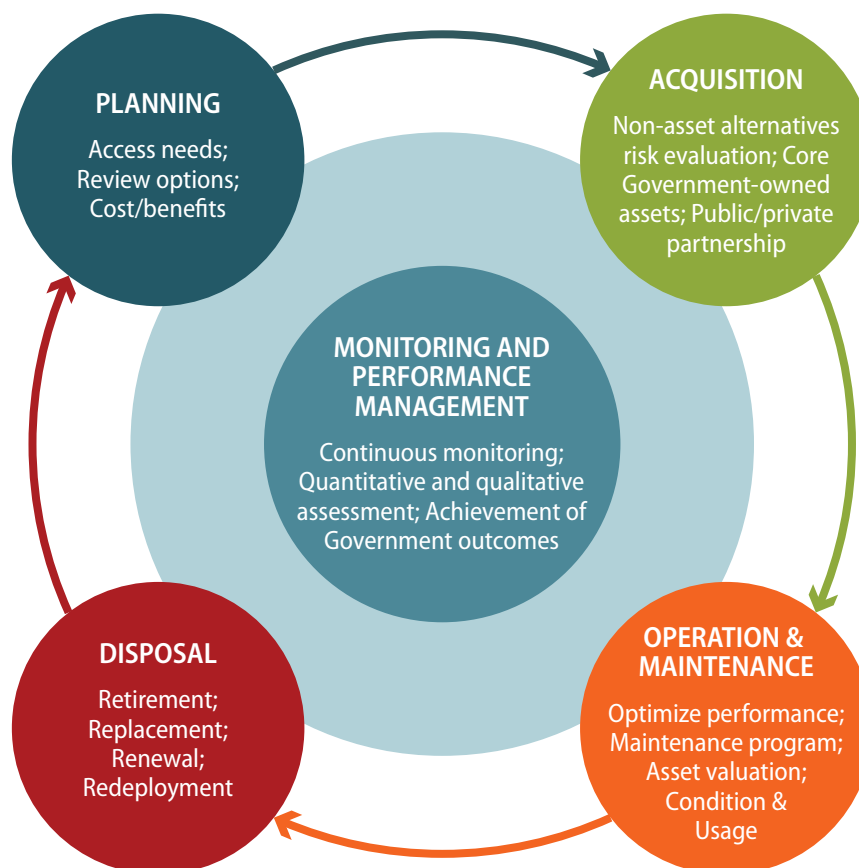 PLANNING
Access needs;
Review options;
Cost/benefits
ACQUISITION
Non-asset alternatives
risk evaluation; Core
Government-owned
assets; Public/private
partnership
MONITORING AND
PERFORMANCE
MANAGEMENT
Continuous monitoring;
Quantitative and qualitative
assessment; Achievement of
Government outcomes
DISPOSAL
Retirement;
Replacement;
Renewal;
Redeployment
OPERATION &
MAINTENANCE
Optimize performance;
Maintenance program;
Asset valuation;
Condition &
Usage